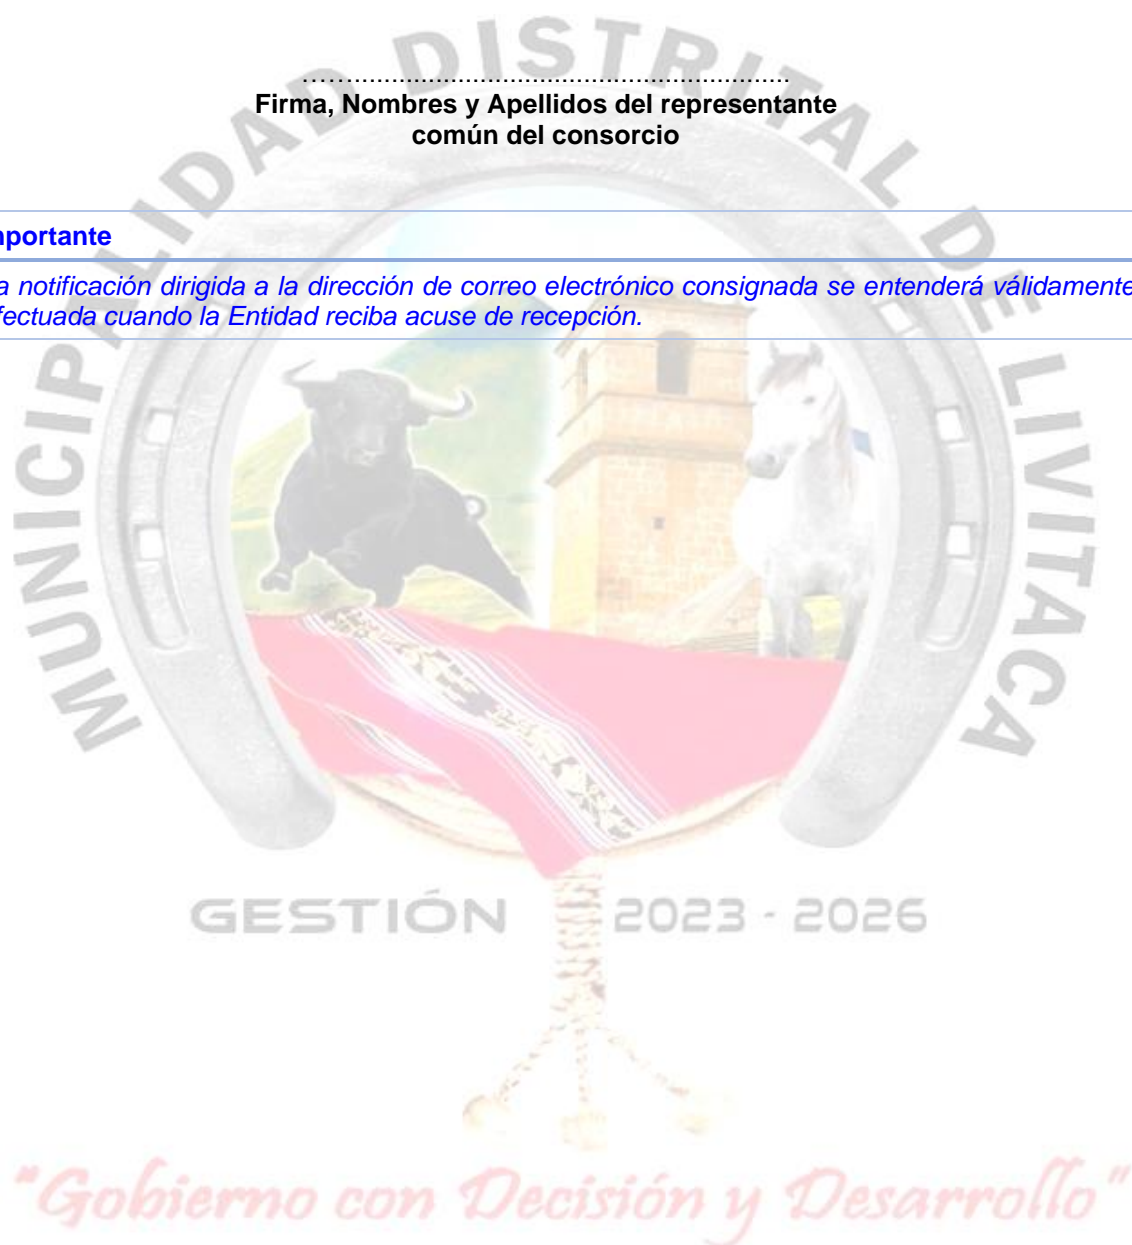 MUNICIPALIDAD DISTRITAL DE LIVITACA
................................................................
Firma, Nombres y Apellidos del representante
común del consorcio
mportante
a notificación dirigida a la dirección de correo electrónico consignada se entenderá válidamente
fectuada cuando la Entidad reciba acuse de recepción.
GESTIÓN 2023 - 2026
"Gobierno con Decisión y Desarrollo"